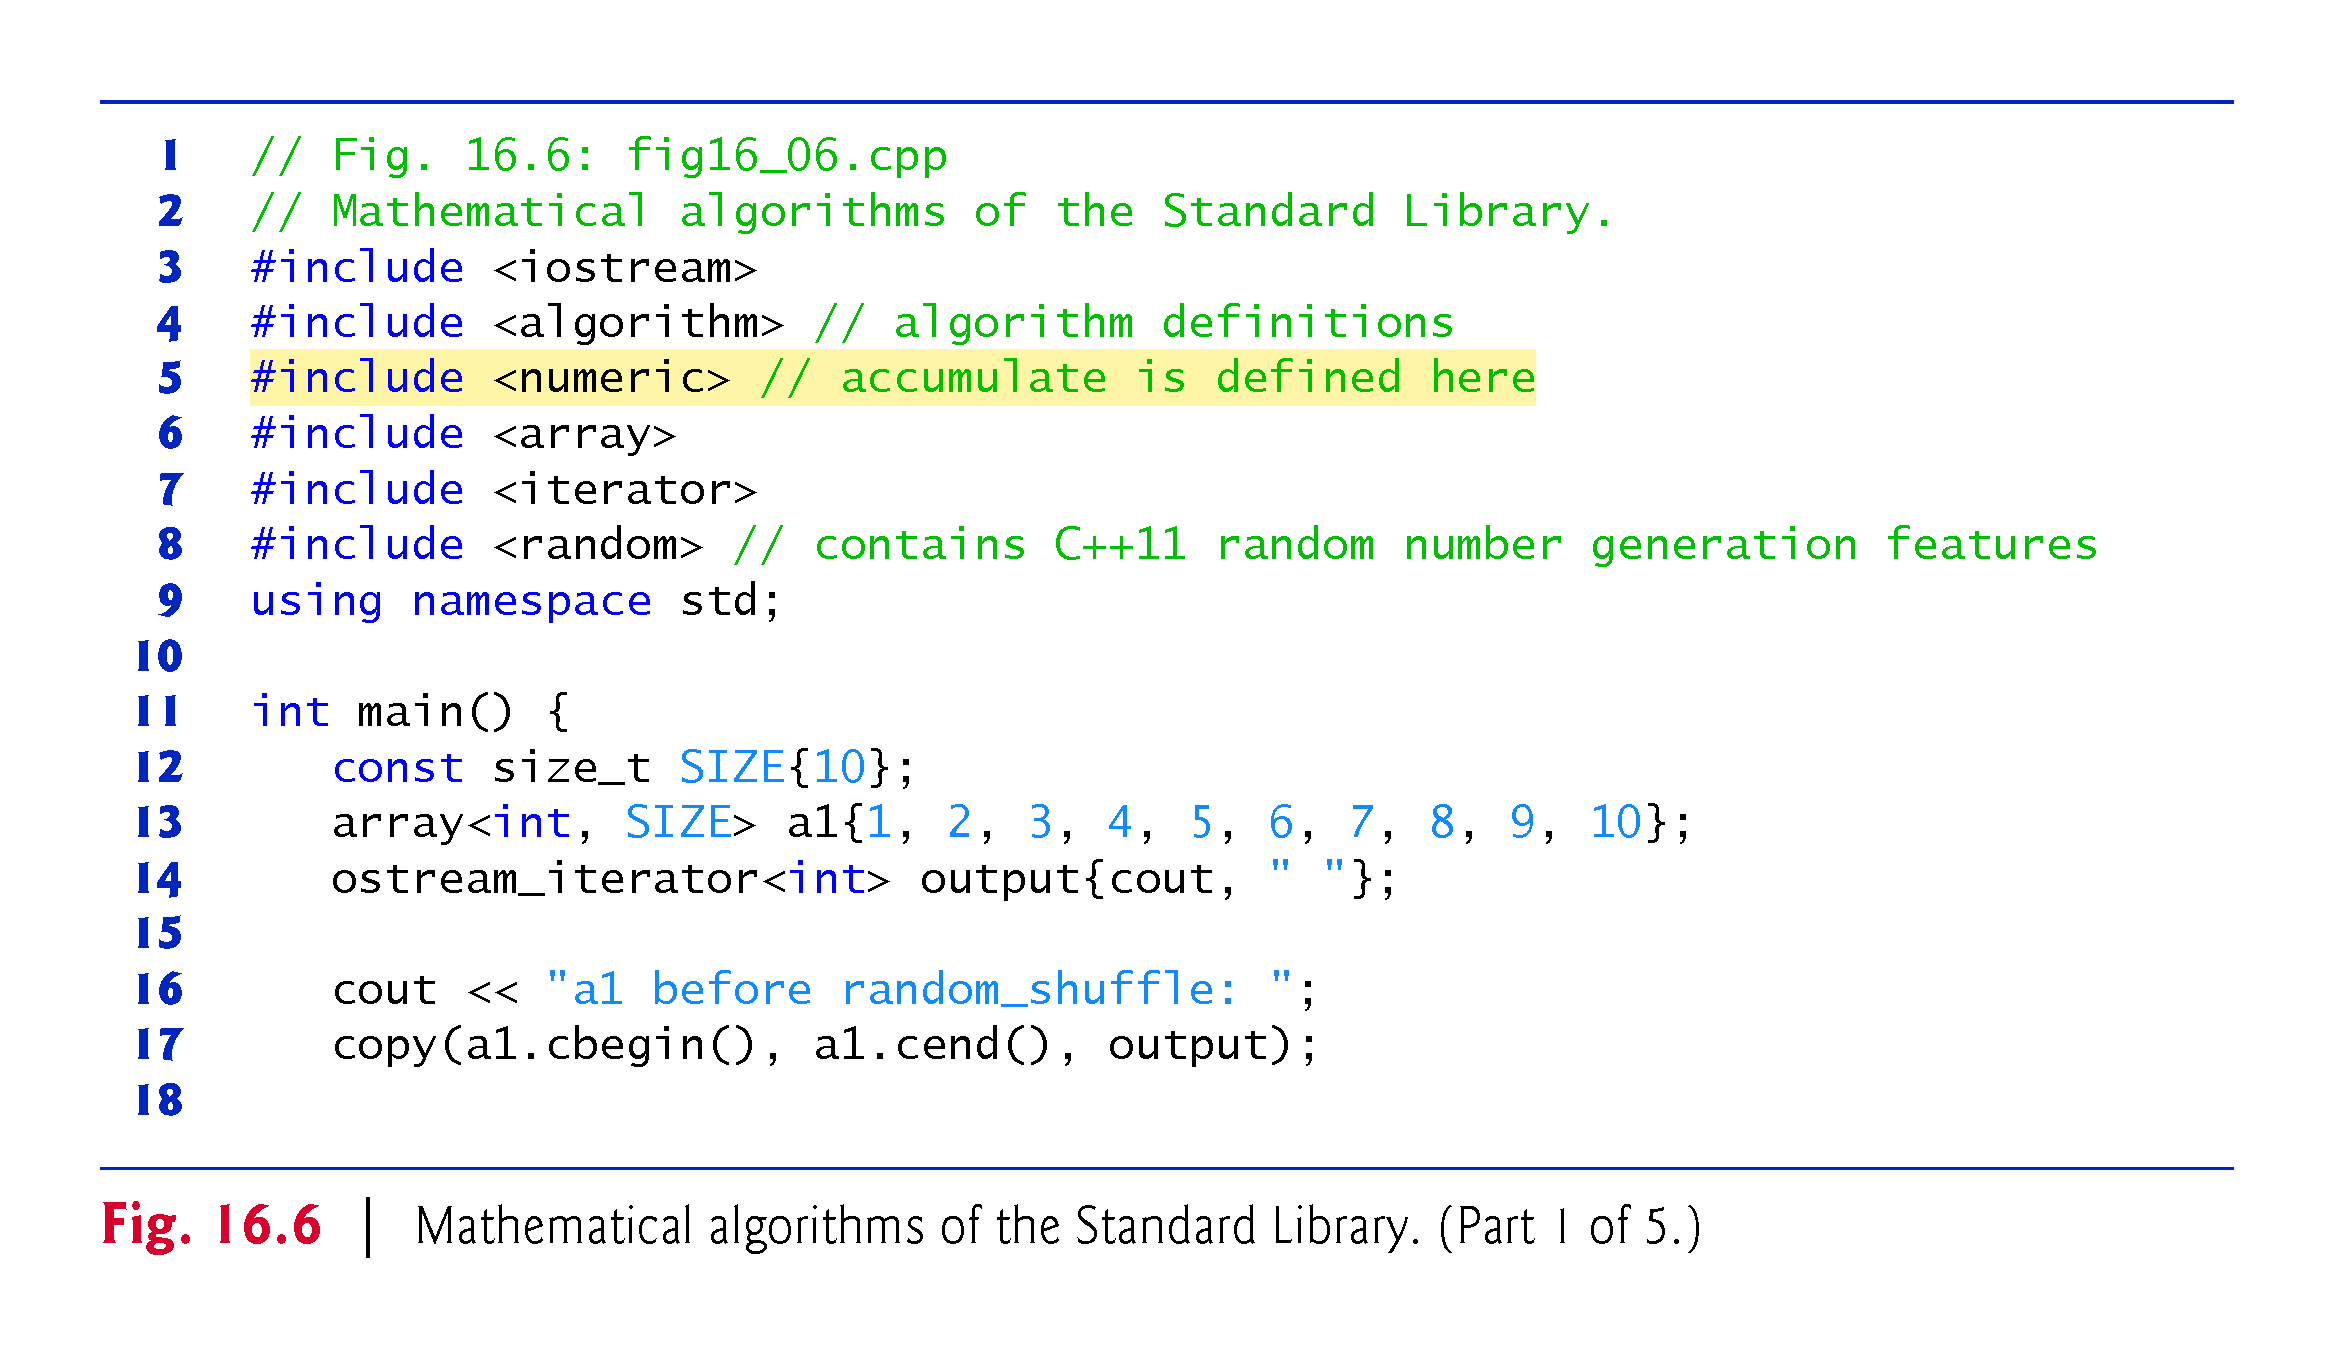 1 // Fig. 16.6: fig16_06.cpp
2 // Mathematical algorithms of the Standard Library.
3 #include <iostream>
4 #include <algorithm> // algorithm definitions
5 #include <numeric> // accumulate is defined here
6 #include <array>
7 #include <iterator>
8 #include <random> // contains C++11 random number generation features
9 using namespace std;
10
11 int main() {
12    const size_t SIZE{10};
13    array<int, SIZE> a1{1, 2, 3, 4, 5, 6, 7, 8, 9, 10};
14    ostream_iterator<int> output{cout, " "};
15
16    cout << "a1 before random_shuffle: ";
17    copy(a1.cbegin(), a1.cend(), output);
18
Fig. 16.6 | Mathematical algorithms of the Standard Library. (Part 1 of 5.)